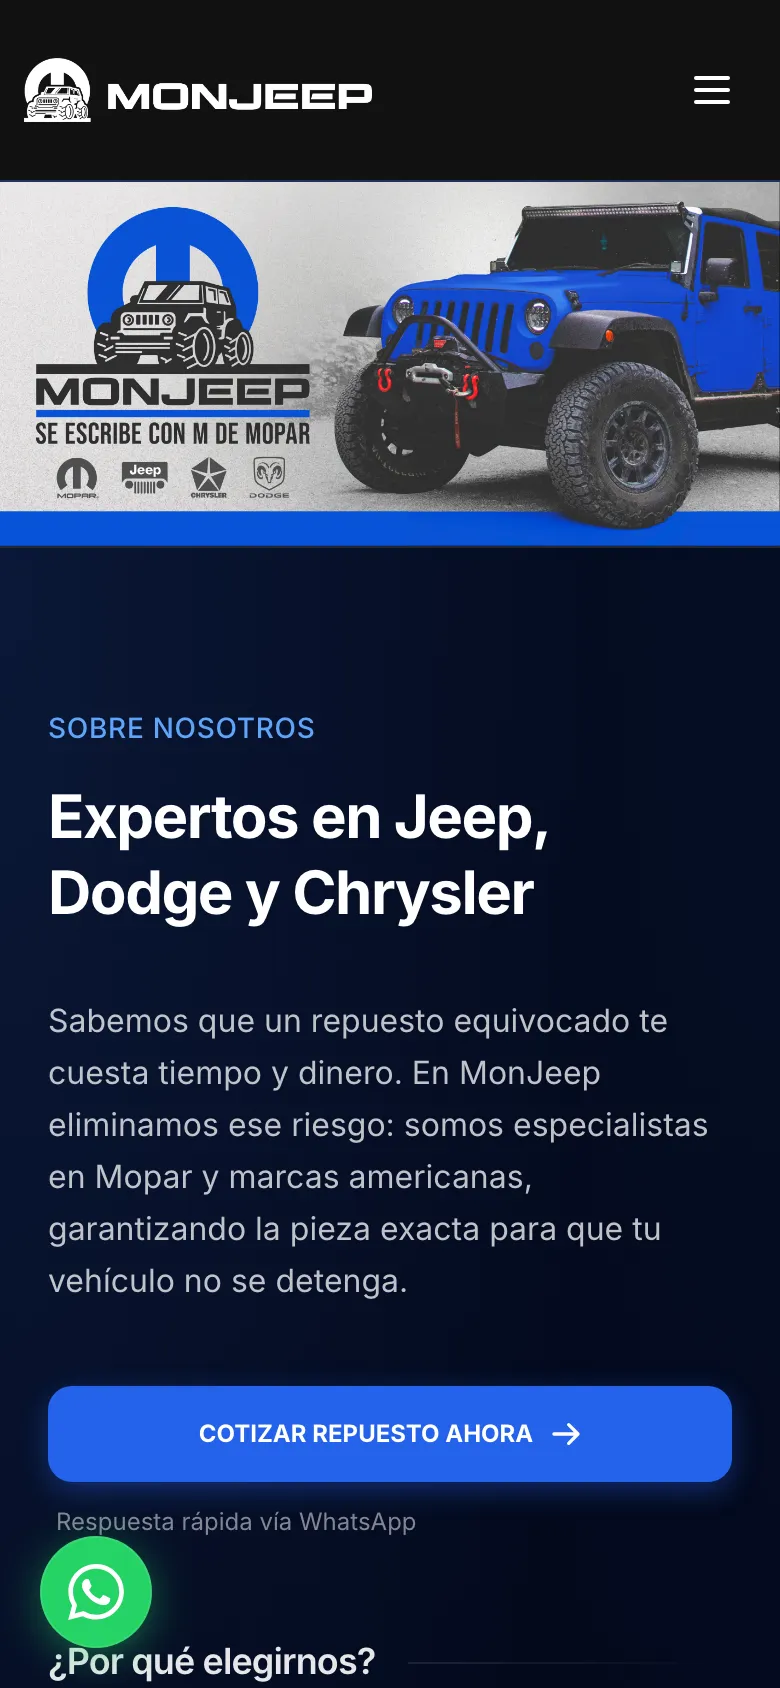 MONJEEP
MONJEEP
SE ESCRIBE CON M DE MOPAR
MOPAR Jeep CHRYSLER DODGE
SOBRE NOSOTROS
Expertos en Jeep,
Dodge y Chrysler
Sabemos que un repuesto equivocado te
cuesta tiempo y dinero. En MonJeep
eliminamos ese riesgo: somos especialistas
en Mopar y marcas americanas,
garantizando la pieza exacta para que tu
vehículo no se detenga.
COTIZAR REPUESTO AHORA
Respuesta rápida vía WhatsApp
¿Por qué elegirnos?